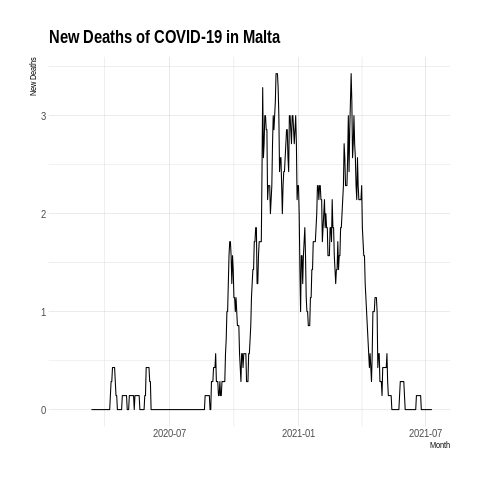 New Deaths of COVID-19 in Malta
New Deaths
3
2
1
0
2020-07
2021-01
2021-07
Month